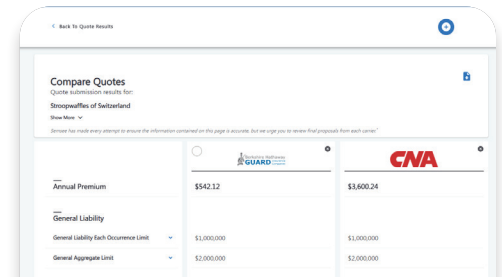 < Back To Quote Results
Compare Quotes
Quote submission results for:
Stroopwaffles of Switzerland
Show More
Semsee has made every attempt to ensure the information contained on this page is accurate, but we urge you to review final proposals from each carrier.
Berkshire Hathaway
GUARD
CNA
Annual Premium $542.12 $3,600.24
General Liability
General Liability Each Occurrence Limit $1,000,000 $1,000,000
General Aggregate Limit $2,000,000 $2,000,000